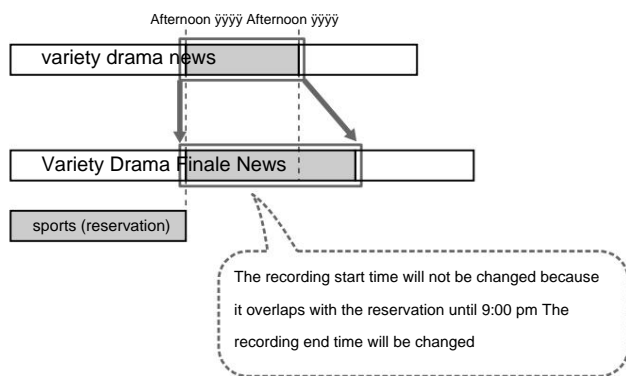 Afternoon ÿÿÿÿ Afternoon ÿÿÿÿ
variety drama news
Variety Drama Finale News
sports (reservation)
The recording start time will not be changed because
it overlaps with the reservation until 9:00 pm The
recording end time will be changed